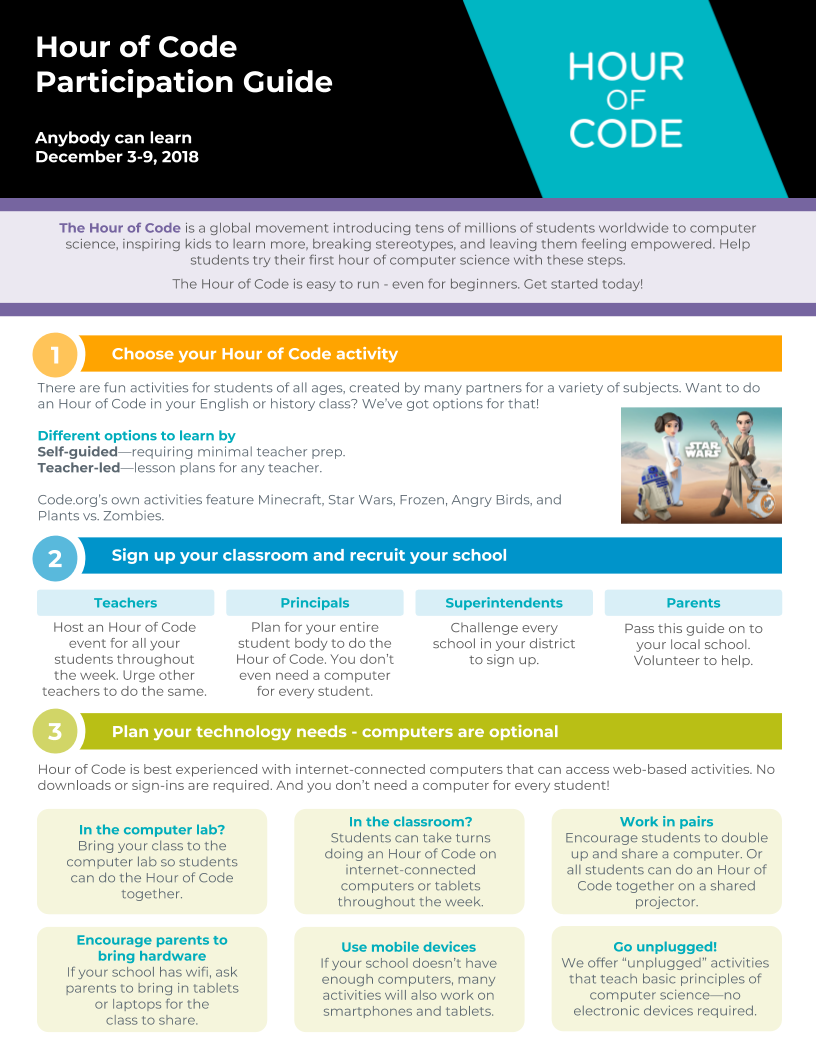 Hour of Code
Participation Guide
Anybody can learn
December 3-9, 2018
HOUR
OF
CODE
The Hour of Code is a global movement introducing tens of millions of students worldwide to computer
science, inspiring kids to learn more, breaking stereotypes, and leaving them feeling empowered. Help
students try their first hour of computer science with these steps.
The Hour of Code is easy to run - even for beginners. Get started today!
1
Choose your Hour of Code activity
There are fun activities for students of all ages, created by many partners for a variety of subjects. Want to do
an Hour of Code in your English or history class? We've got options for that!
Different options to learn by
Self-guided—requiring minimal teacher prep.
Teacher-led—lesson plans for any teacher.
Code.org's own activities feature Minecraft, Star Wars, Frozen, Angry Birds, and
Plants vs. Zombies.
STAR
WARS
2
Sign up your classroom and recruit your school
Teachers
Host an Hour of Code
event for all your
students throughout
the week. Urge other
teachers to do the same.
Principals
Plan for your entire
student body to do the
Hour of Code. You don't
even need a computer
for every student.
Superintendents
Challenge every
school in your district
to sign up.
Parents
Pass this guide on to
your local school.
Volunteer to help.
3
Plan your technology needs - computers are optional
Hour of Code is best experienced with internet-connected computers that can access web-based activities. No
downloads or sign-ins are required. And you don't need a computer for every student!
In the computer lab?
Bring your class to the
computer lab so students
can do the Hour of Code
together.
In the classroom?
Students can take turns
doing an Hour of Code on
internet-connected
computers or tablets
throughout the week.
Work in pairs
Encourage students to double
up and share a computer. Or
all students can do an Hour of
Code together on a shared
projector.
Encourage parents to
bring hardware
If your school has wifi, ask
parents to bring in tablets
or laptops for the
class to share.
Use mobile devices
If your school doesn't have
enough computers, many
activities will also work on
smartphones and tablets.
Go unplugged!
We offer "unplugged" activities
that teach basic principles of
computer science—no
electronic devices required.